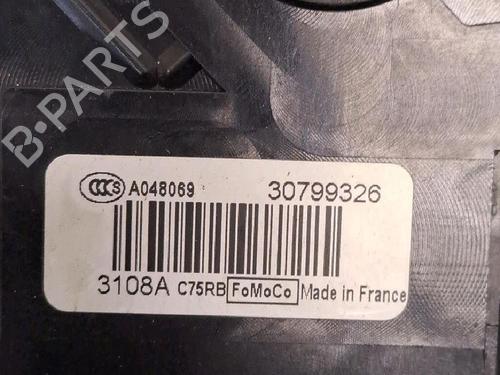 B-PARTS
CCC S A048069 30799326
3108A C75RB FoMoCo Made in France